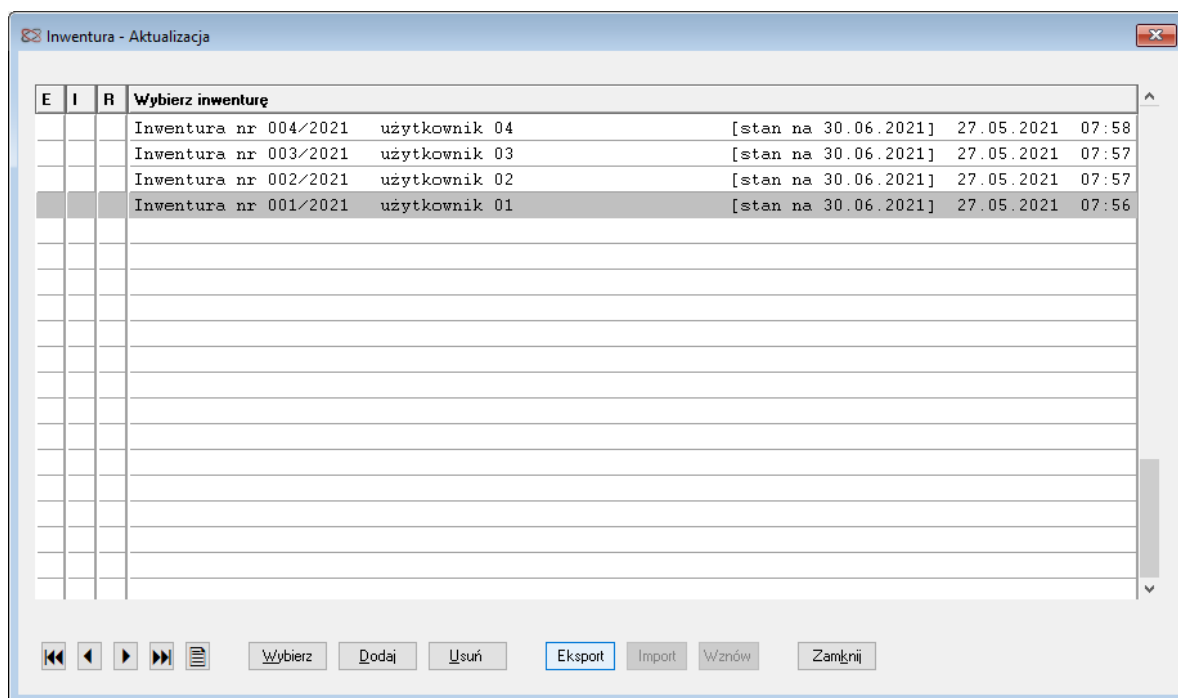 Inwentura - Aktualizacja
E I R Wybierz inwenturę
Inwentura nr 004/2021 użytkownik 04 [stan na 30.06.2021] 27.05.2021 07:58
Inwentura nr 003/2021 użytkownik 03 [stan na 30.06.2021] 27.05.2021 07:57
Inwentura nr 002/2021 użytkownik 02 [stan na 30.06.2021] 27.05.2021 07:57
Inwentura nr 001/2021 użytkownik 01 [stan na 30.06.2021] 27.05.2021 07:56
Wybierz Dodaj Usuń Eksport Import Wznów Zamknij